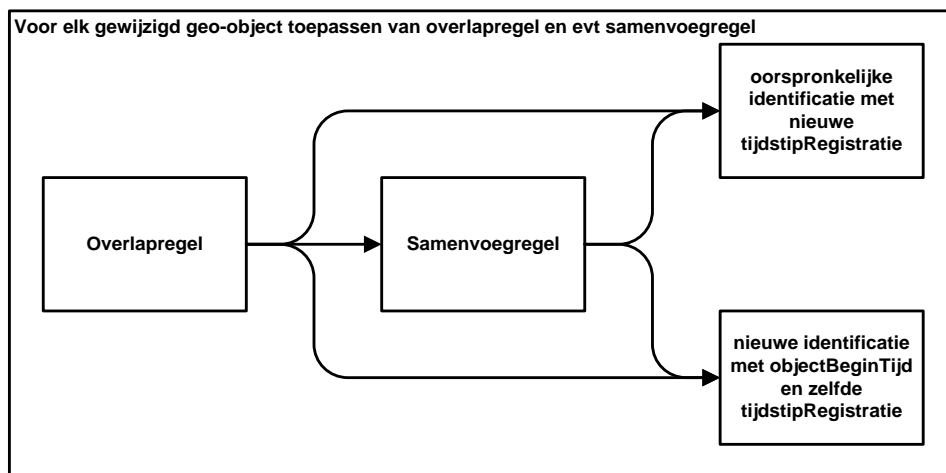 Voor elk gewijzigd geo-object toepassen van overlapregel en evt samenvoegregel
oorspronkelijke
identificatie met
nieuwe
tijdstipRegistratie
Overlapregel
Samenvoegregel
nieuwe identificatie
met objectBeginTijd
en zelfde
tijdstipRegistratie